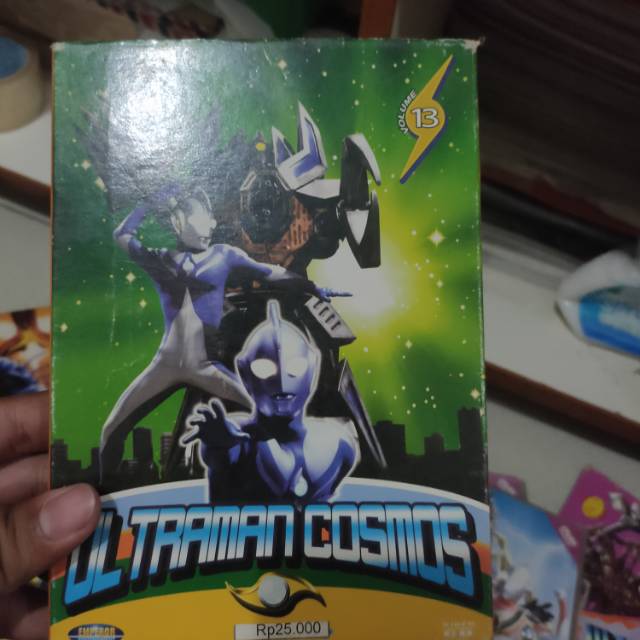 VOLUME
13
ULTRAMAN COSMOS
Rp25.000